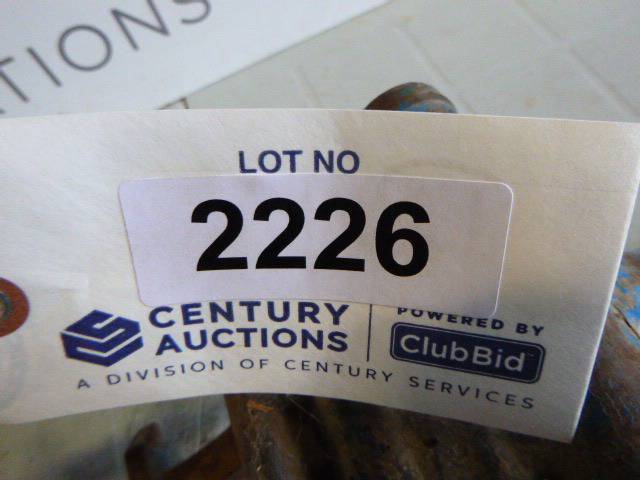 TIONS
LOT NO
2226
CENTURY
AUCTIONS
POWERED BY
ClubBid
A DIVISION OF CENTURY SERVICES